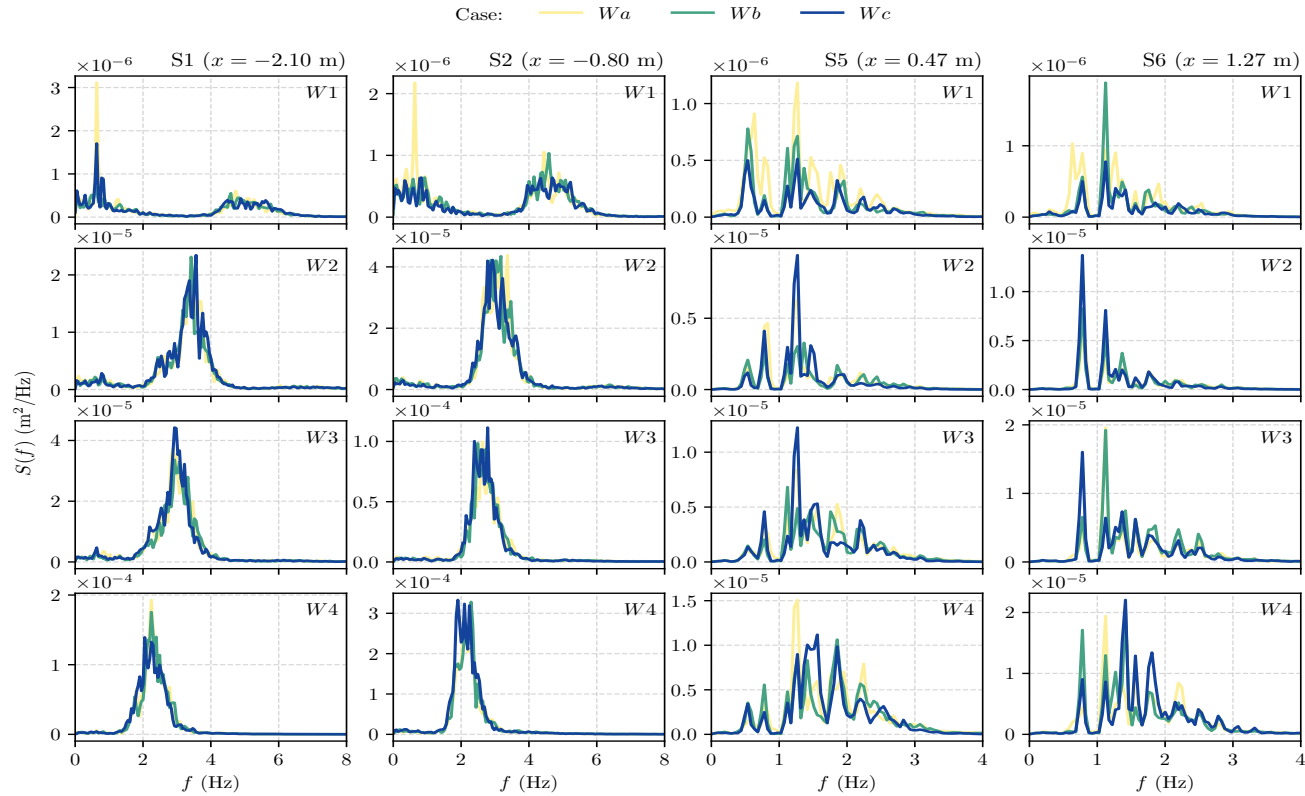 Case: Wa Wb Wc
S1 (x = −2.10 m) S2 (x = −0.80 m) S5 (x = 0.47 m) S6 (x = 1.27 m)
×10⁻⁶ ×10⁻⁶ ×10⁻⁶ ×10⁻⁶
W1 W1 W1 W1
3 2 1.0
2 1 1
1 0.5
0 0 0.0 0
×10⁻⁵ ×10⁻⁵ ×10⁻⁵ ×10⁻⁵
W2 W2 W2 W2
2 4 1.0
1 2 0.5 0.5
0 0 0.0 0.0
×10⁻⁵ ×10⁻⁴ ×10⁻⁵ ×10⁻⁵
W3 W3 W3 W3
4 1.0 1.0 2
2 0.5 0.5 1
0 0.0 0.0 0
×10⁻⁴ ×10⁻⁴ ×10⁻⁵ ×10⁻⁵
W4 W4 W4 W4
2 3 1.5 2
1 2 1.0 1
1 0.5
0 0 0.0 0
0 2 4 6 8 0 2 4 6 8 0 1 2 3 4 0 1 2 3 4
f (Hz) f (Hz) f (Hz) f (Hz)
S(f) (m²/Hz)